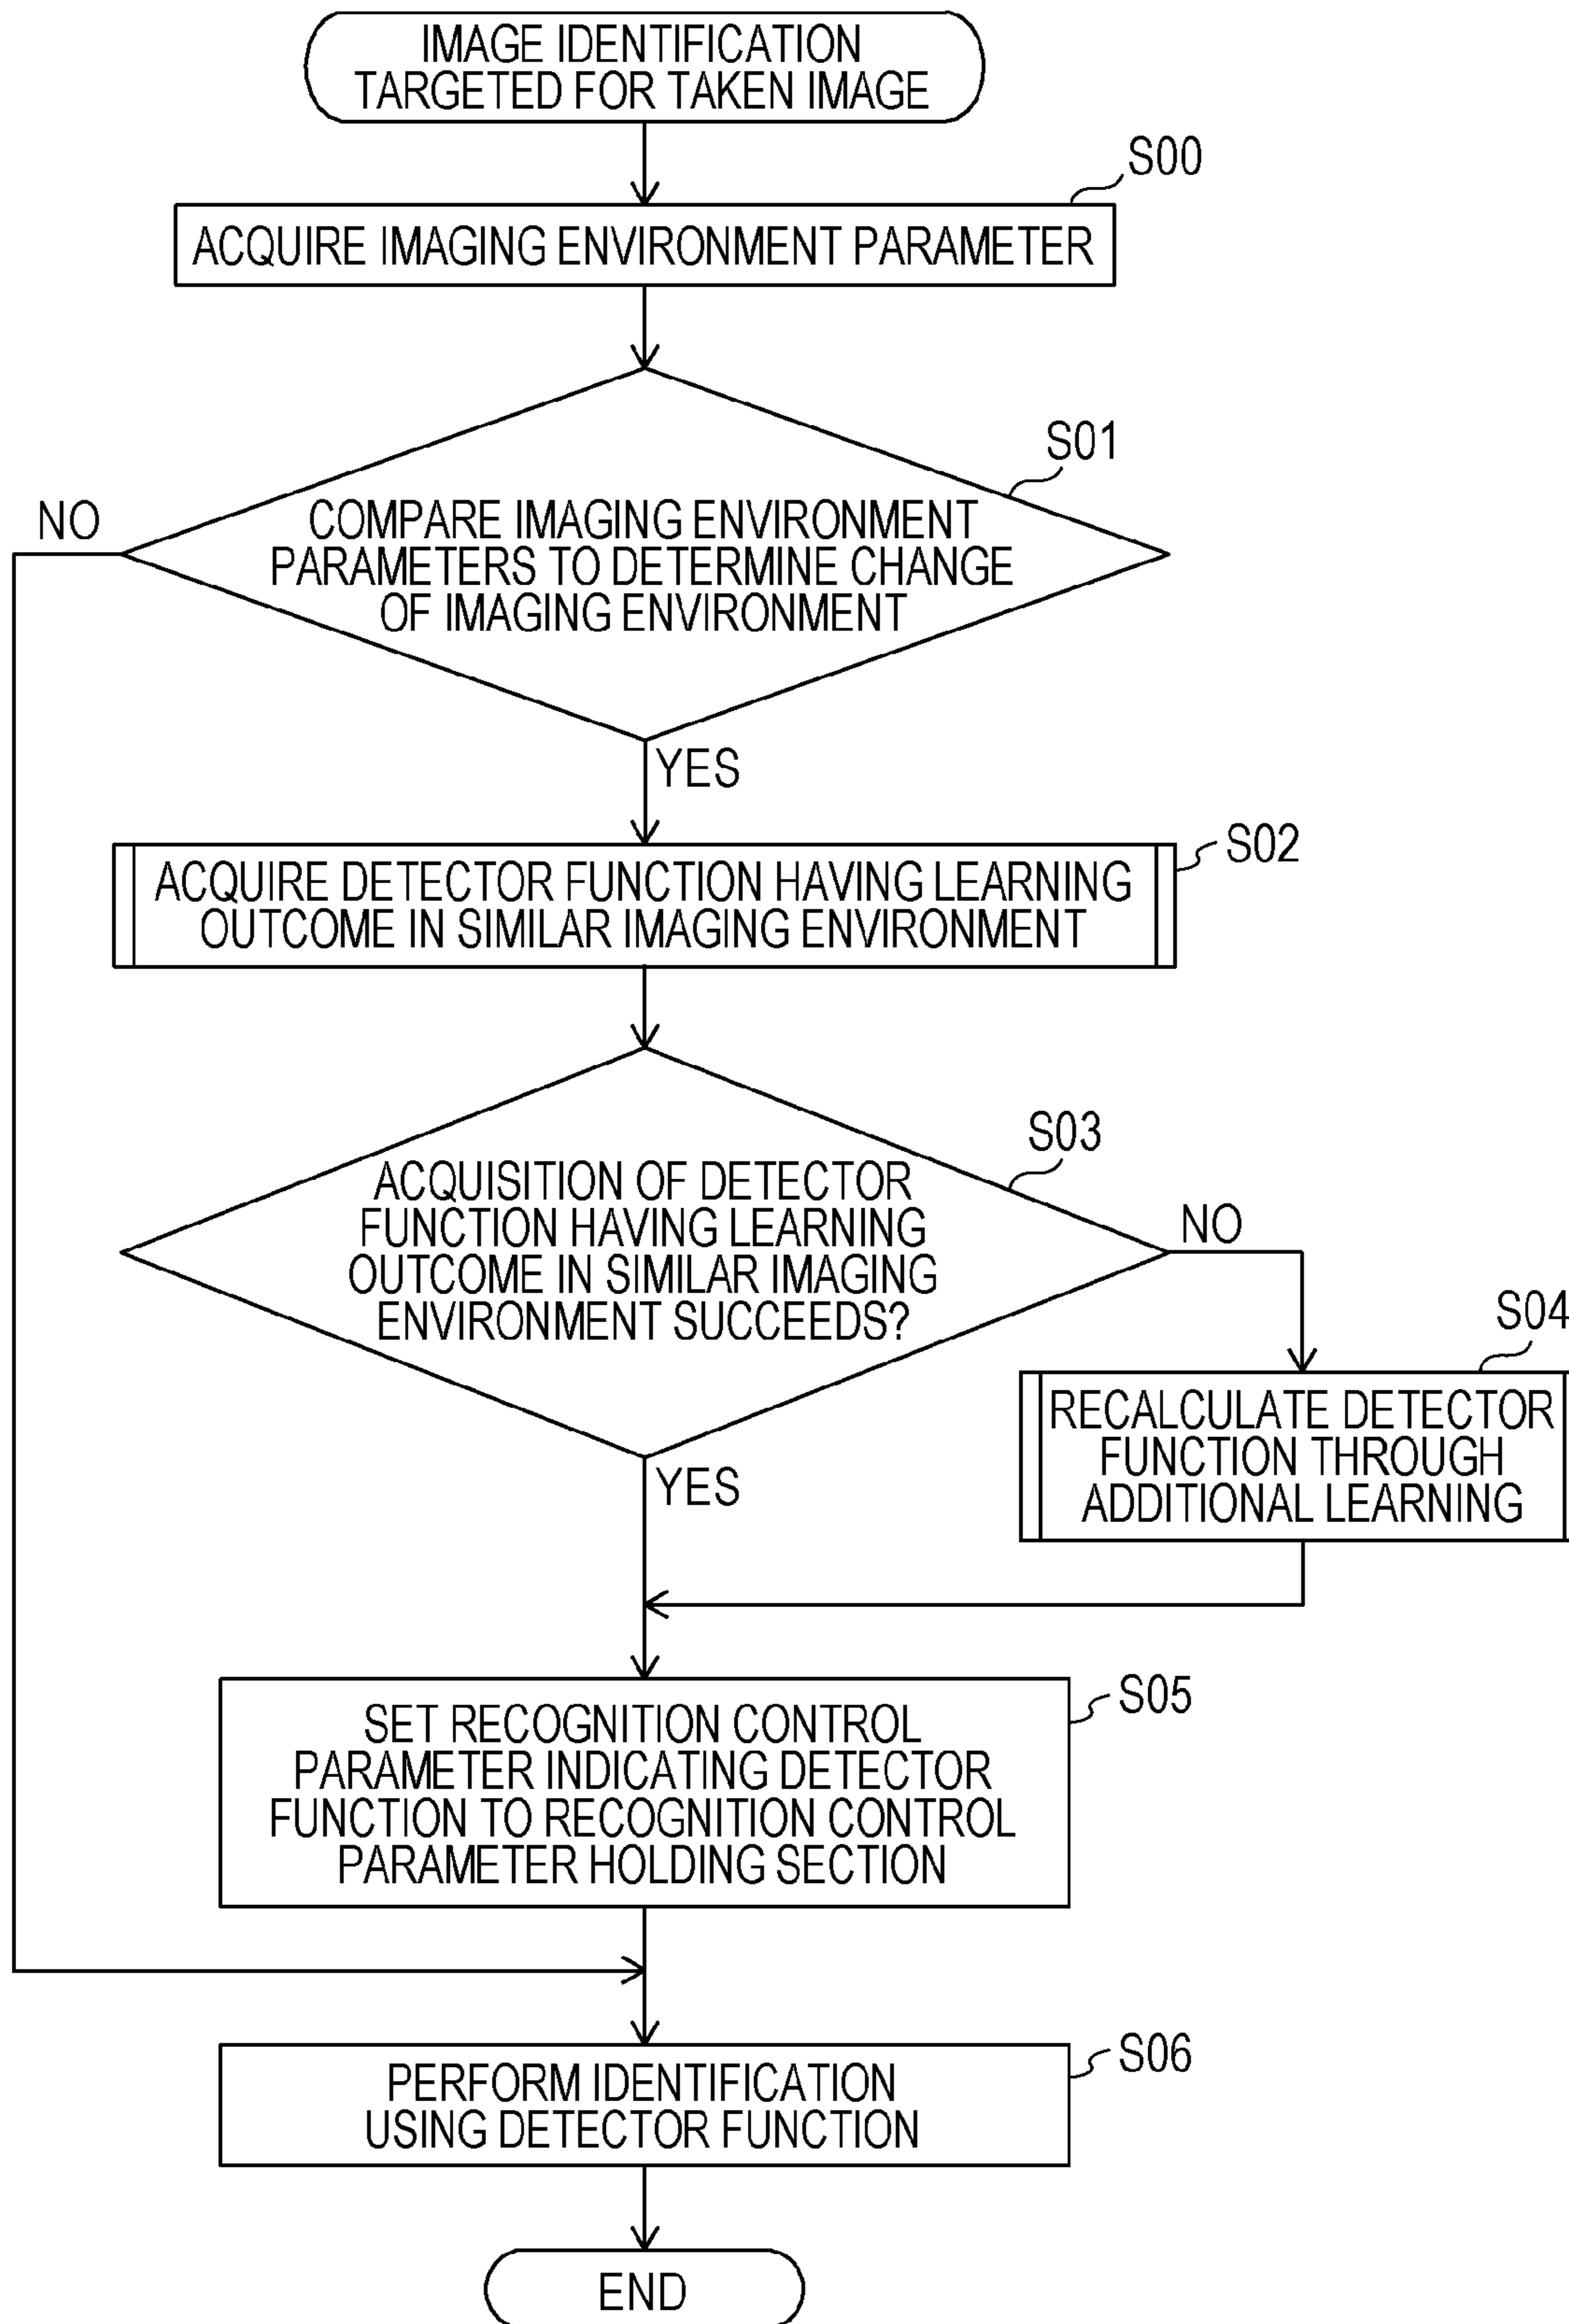 IMAGE IDENTIFICATION
TARGETED FOR TAKEN IMAGE
S00
ACQUIRE IMAGING ENVIRONMENT PARAMETER
S01
NO
COMPARE IMAGING ENVIRONMENT
PARAMETERS TO DETERMINE CHANGE
OF IMAGING ENVIRONMENT
YES
S02
ACQUIRE DETECTOR FUNCTION HAVING LEARNING
OUTCOME IN SIMILAR IMAGING ENVIRONMENT
S03
ACQUISITION OF DETECTOR
FUNCTION HAVING LEARNING
OUTCOME IN SIMILAR IMAGING
ENVIRONMENT SUCCEEDS?
NO
S04
RECALCULATE DETECTOR
FUNCTION THROUGH
ADDITIONAL LEARNING
YES
S05
SET RECOGNITION CONTROL
PARAMETER INDICATING DETECTOR
FUNCTION TO RECOGNITION CONTROL
PARAMETER HOLDING SECTION
S06
PERFORM IDENTIFICATION
USING DETECTOR FUNCTION
END